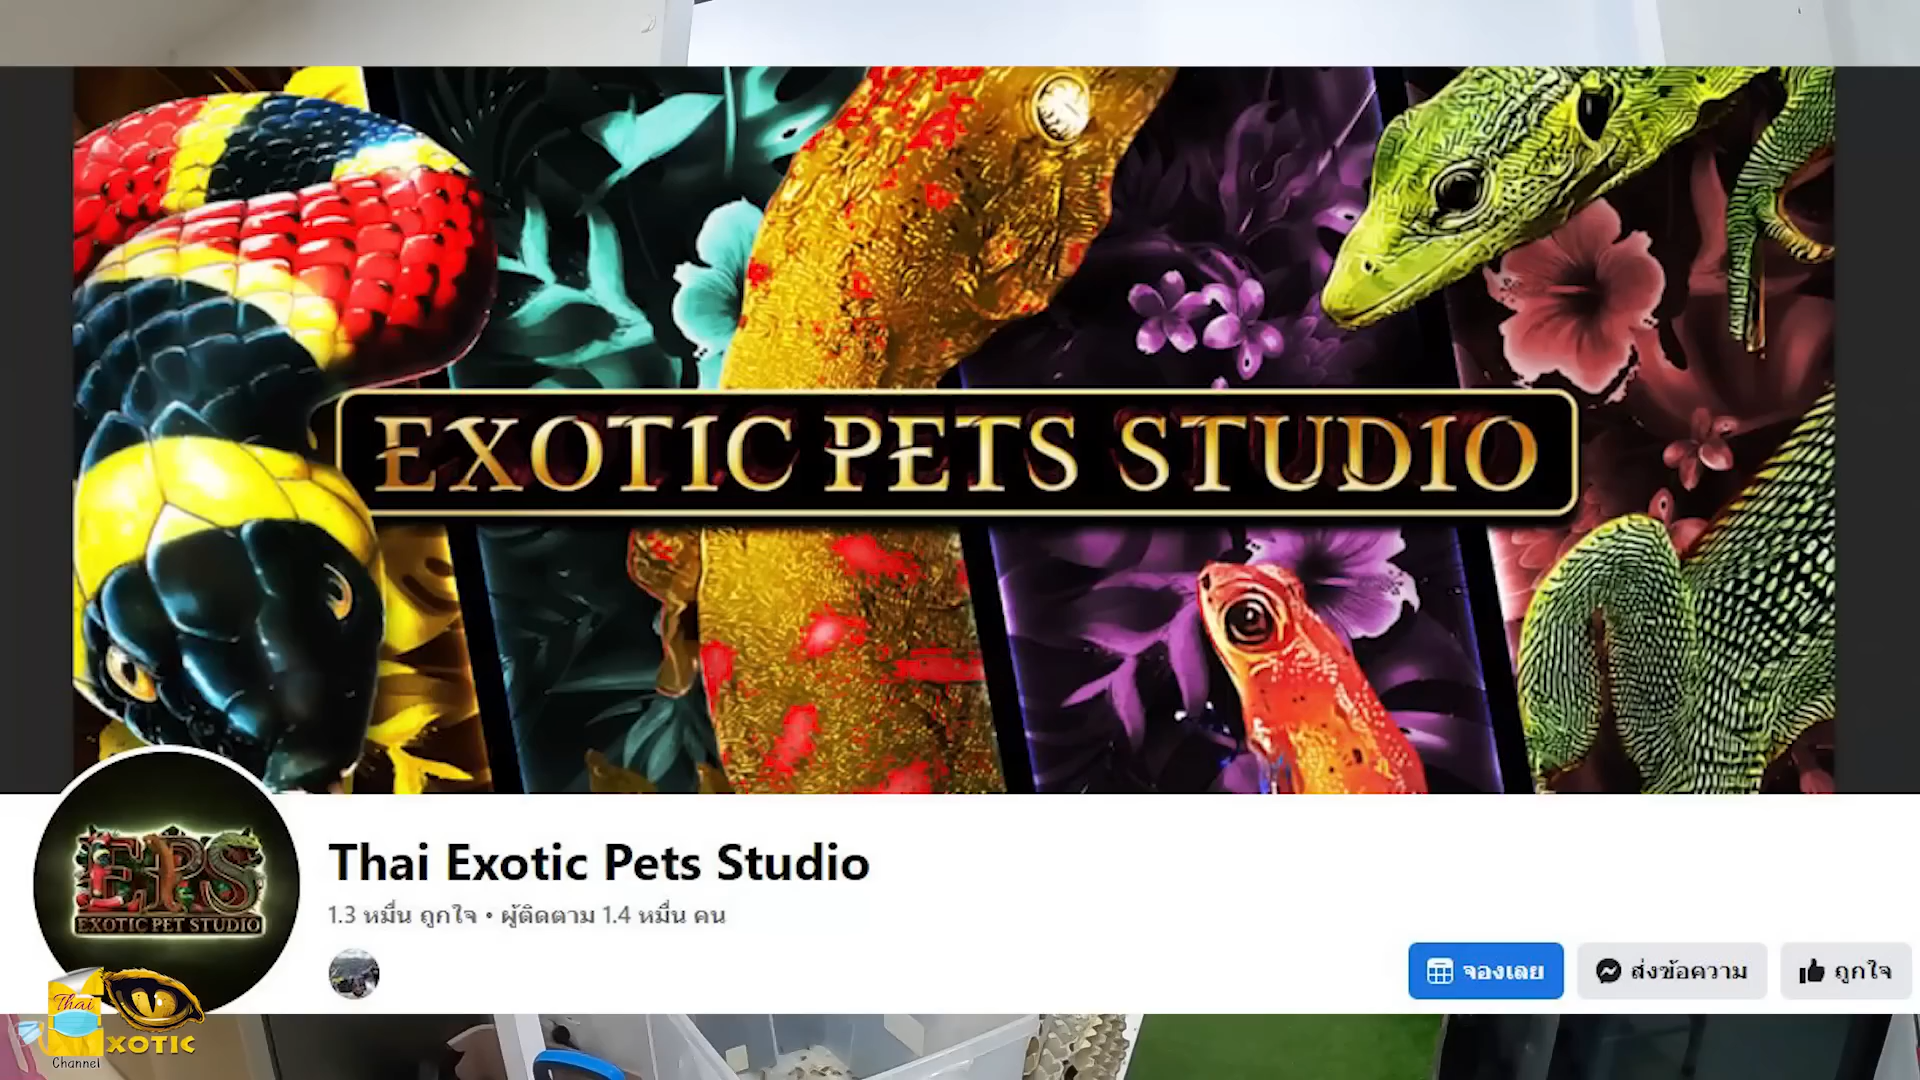 EXOTIC PETS STUDIO
EPS
EXOTIC PET STUDIO
Thai Exotic Pets Studio
1.3 หมื่น ถูกใจ • ผู้ติดตาม 1.4 หมื่น คน
จองเลย
ส่งข้อความ
ถูกใจ
Thai
XOTIC
Channel